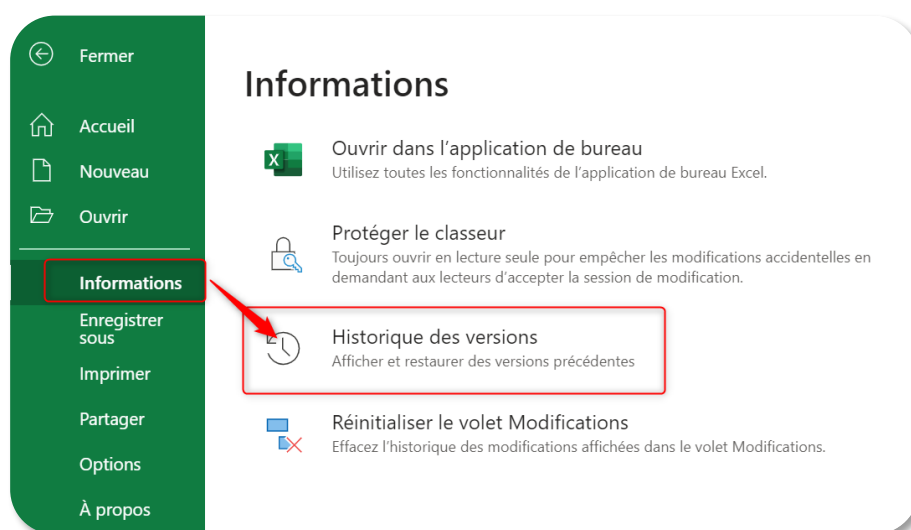 Fermer
Accueil
Nouveau
Ouvrir
Informations
Enregistrer
sous
Imprimer
Partager
Options
À propos
Informations
X
Ouvrir dans l'application de bureau
Utilisez toutes les fonctionnalités de l'application de bureau Excel.
Protéger le classeur
Toujours ouvrir en lecture seule pour empêcher les modifications accidentelles en
demandant aux lecteurs d'accepter la session de modification.
Historique des versions
Afficher et restaurer des versions précédentes
Réinitialiser le volet Modifications
Effacez l'historique des modifications affichées dans le volet Modifications.